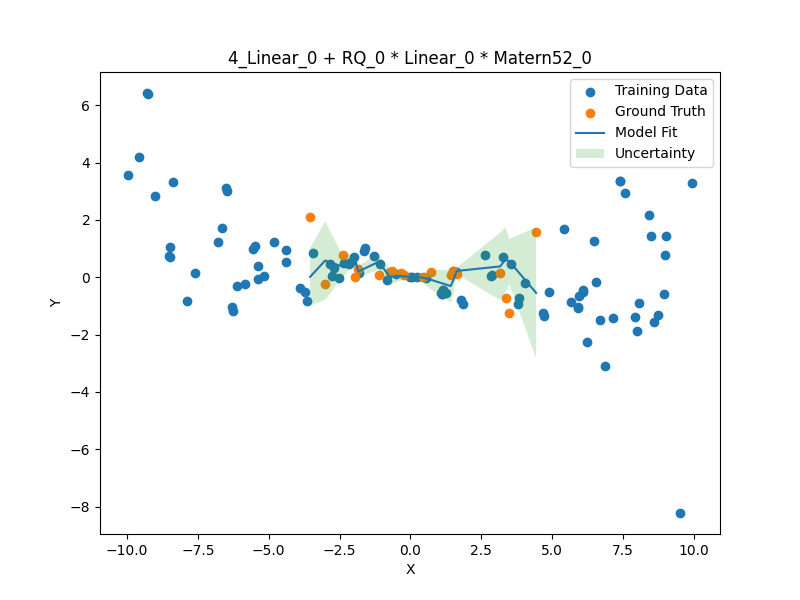 4_Linear_0 + RQ_0 * Linear_0 * Matern52_0
Training Data
Ground Truth
Model Fit
Uncertainty
6
4
2
0
−2
−4
−6
−8
Y
−10.0 −7.5 −5.0 −2.5 0.0 2.5 5.0 7.5 10.0
X